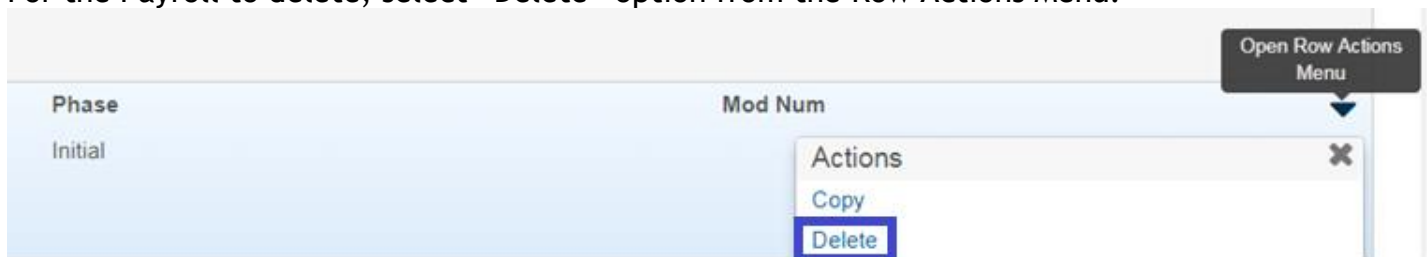 For the Payroll to delete, select "Delete" option from the Row Actions Menu.
Open Row Actions
Menu
Phase
Mod Num
Initial
Actions
Copy
Delete